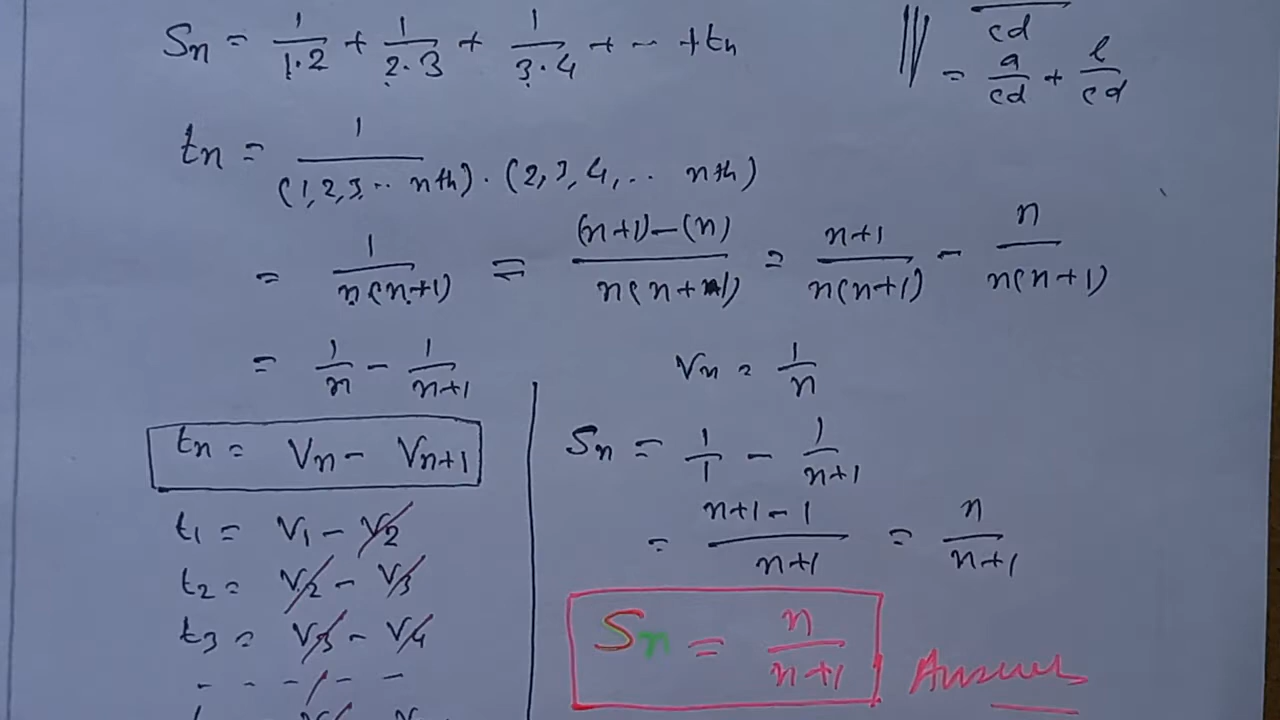 Sn = 1/1·2 + 1/2·3 + 1/3·4 + ··· + tn
cd
= a/cd + l/cd
tn = 1/(1,2,3··· nth)·(2,3,4,... nth)
= 1/n(n+1) = (n+1)-(n)/n(n+1) = n+1/n(n+1) - n/n(n+1)
= 1/n - 1/n+1
Vn = 1/n
tn = Vn - Vn+1
t1 = V1 - V2
t2 = V2 - V3
t3 = V3 - V4
- - - - -
Sn = 1/1 - 1/n+1
= n+1-1/n+1 = n/n+1
Sn = n/n+1 Answer